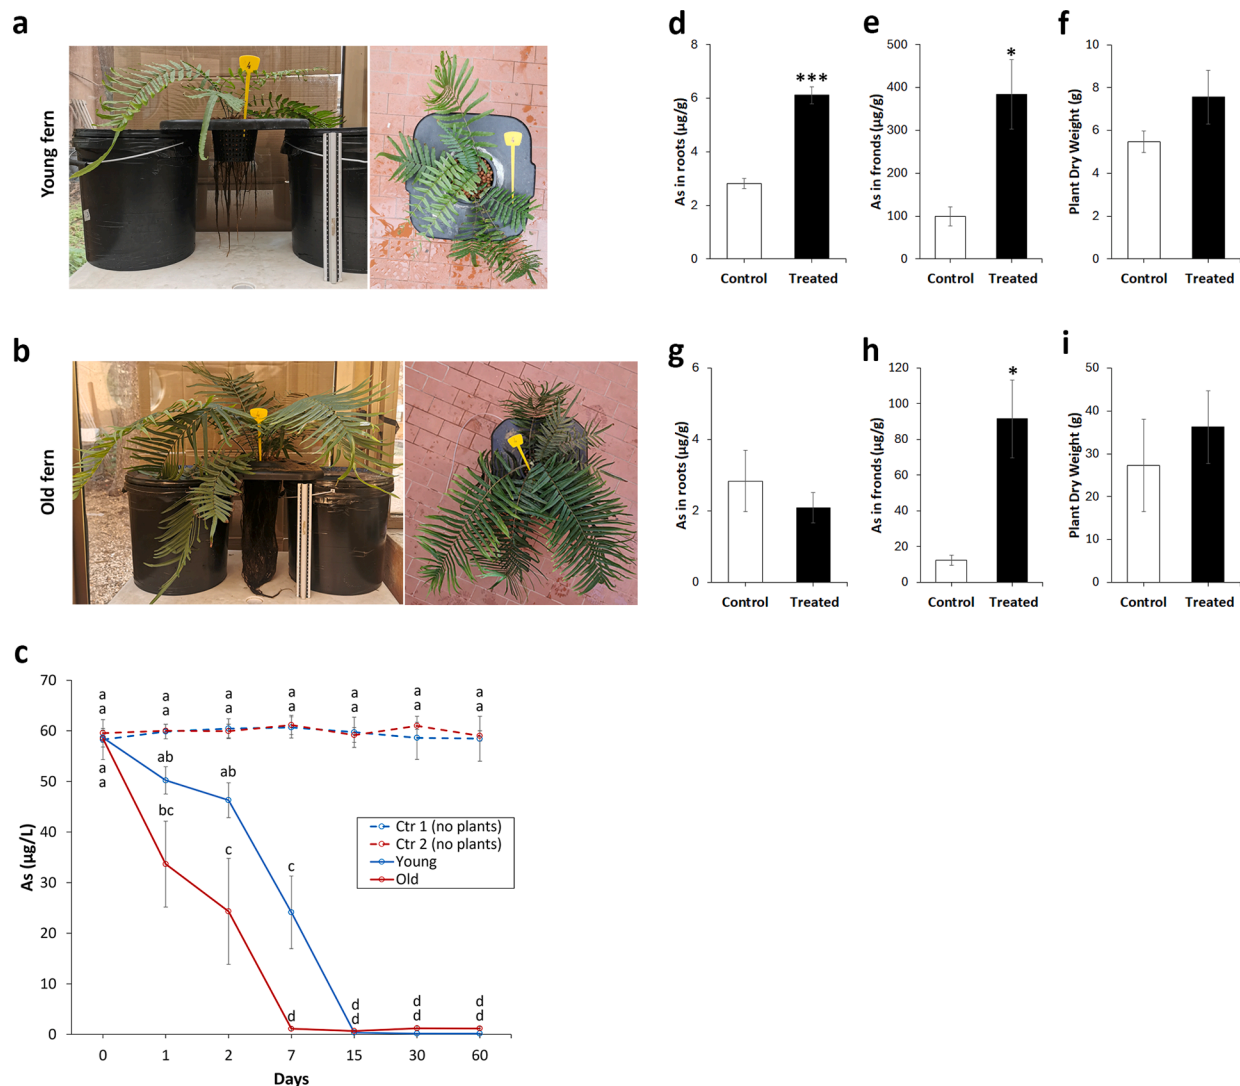 a
Young fern
b
Old fern
c
As (µg/L)
70
60
50
40
30
20
10
0
a a a a a a a
a a a a a a a
a
a
ab
ab
bc
c
c
d
d d d
d d d
Ctr 1 (no plants)
Ctr 2 (no plants)
Young
Old
0 1 2 7 15 30 60
Days
d
As in roots (µg/g)
8
6
4
2
0
***
Control Treated
e
As in fronds (µg/g)
500
400
300
200
100
0
*
Control Treated
f
Plant Dry Weight (g)
10
8
6
4
2
0
Control Treated
g
As in roots (µg/g)
6
4
2
0
Control Treated
h
As in fronds (µg/g)
120
100
80
60
40
20
0
*
Control Treated
i
Plant Dry Weight (g)
50
40
30
20
10
0
Control Treated